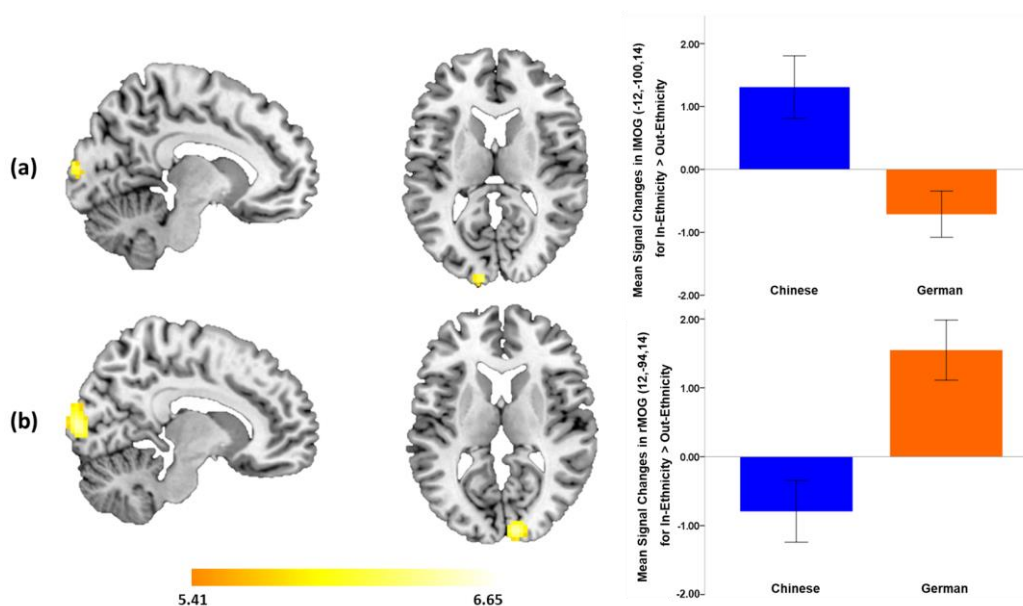 (a)
Mean Signal Changes in lMOG (-12,-100,14)
for In-Ethnicity > Out-Ethnicity
2.00
1.00
0.00
-1.00
-2.00
Chinese German
(b)
Mean Signal Changes in rMOG (12,-94,14)
for In-Ethnicity > Out-Ethnicity
2.00
1.00
0.00
-1.00
-2.00
Chinese German
5.41 6.65